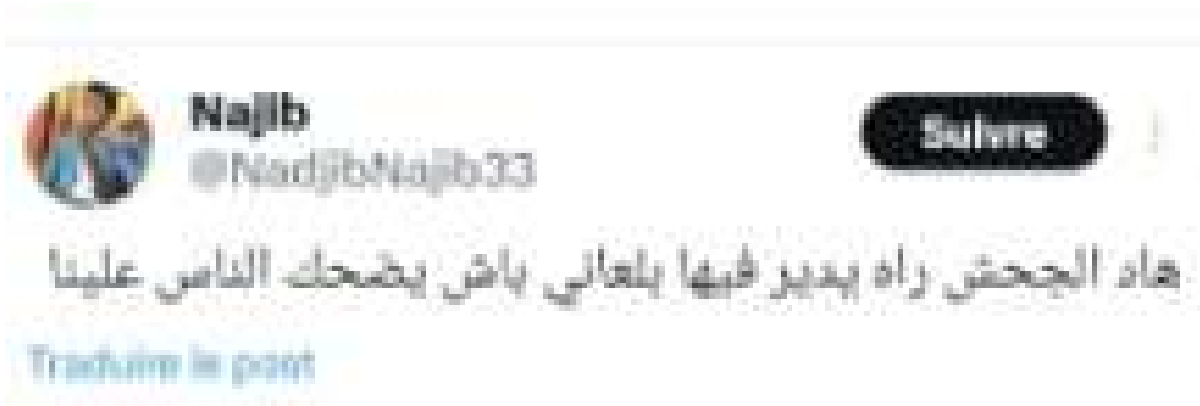 Najib
Suivre
@NadjibNajib33
هاد الجحش راه يدير فيها بلعاني باش يضحك الناس علينا
Traduire le post